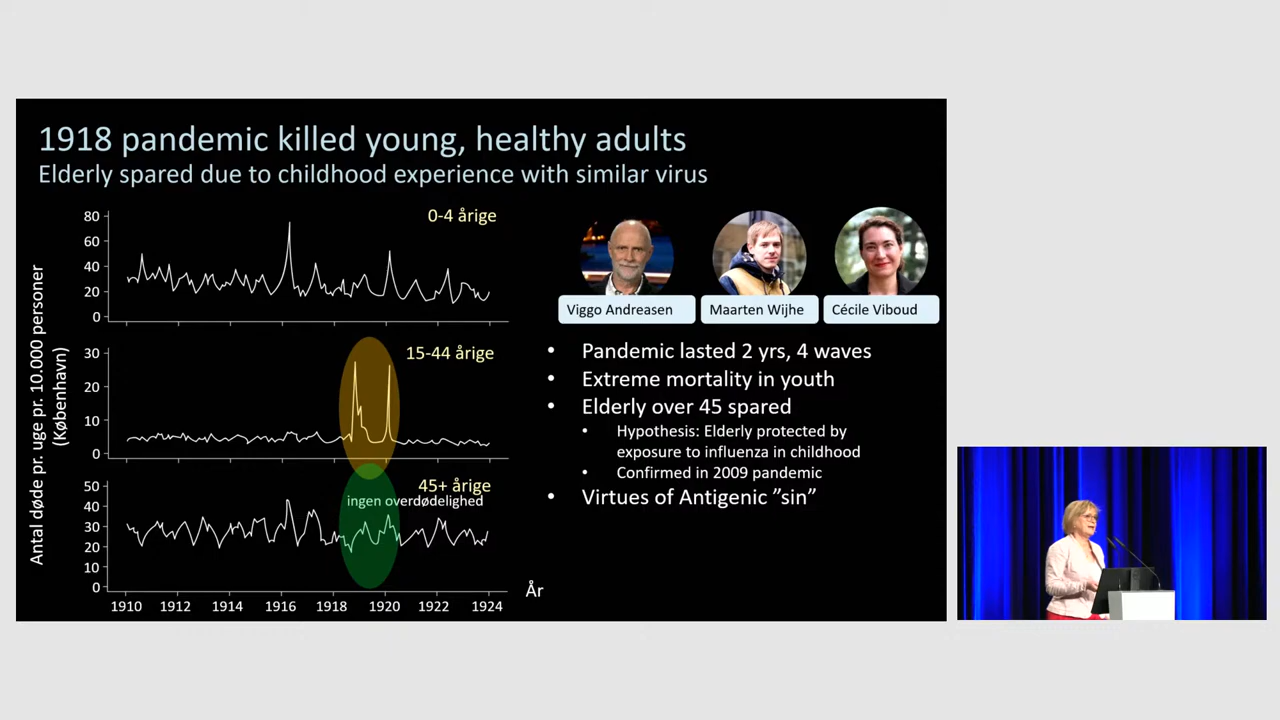 1918 pandemic killed young, healthy adults
Elderly spared due to childhood experience with similar virus
Antal døde pr. uge pr. 10.000 personer
(København)
0-4 årige
80
60
40
20
0
15-44 årige
30
20
10
0
45+ årige
ingen overdødelighed
50
40
30
20
10
0
1910 1912 1914 1916 1918 1920 1922 1924
År
Viggo Andreasen
Maarten Wijhe
Cécile Viboud
• Pandemic lasted 2 yrs, 4 waves
• Extreme mortality in youth
• Elderly over 45 spared
• Hypothesis: Elderly protected by
exposure to influenza in childhood
• Confirmed in 2009 pandemic
• Virtues of Antigenic ”sin”